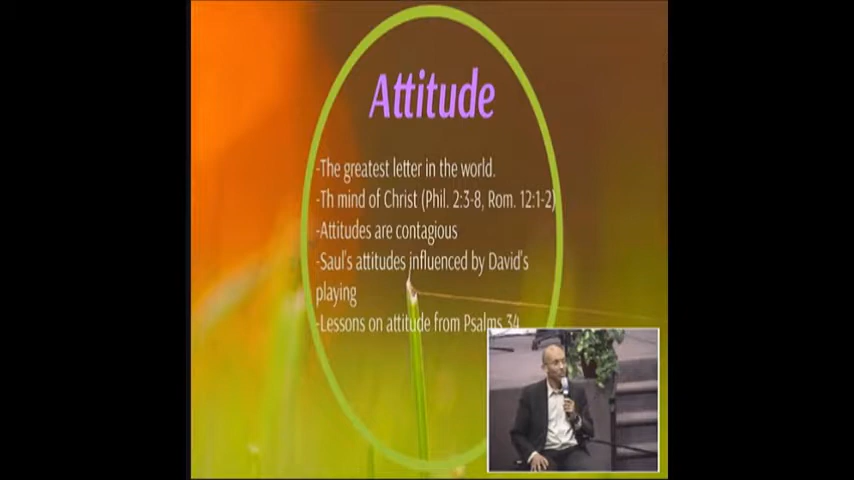 Attitude
-The greatest letter in the world.
-Th mind of Christ (Phil. 2:3-8, Rom. 12:1-2)
-Attitudes are contagious
-Saul's attitudes influenced by David's
playing
-Lessons on attitude from Psalms 34